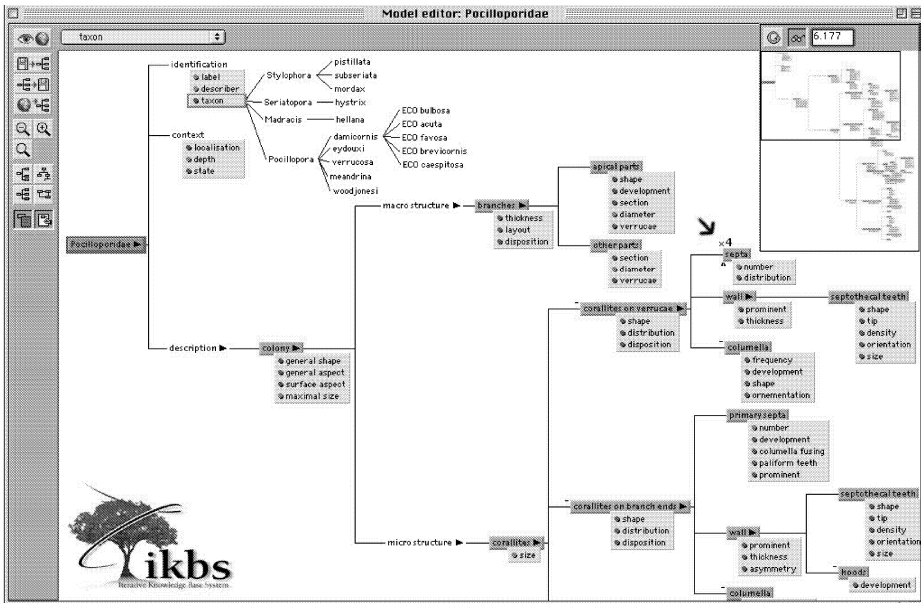 Model editor: Pocilloporidae
taxon
6.177
identification
label
describer
taxon
context
localisation
depth
state
Stylophora
pistillata
subseriata
mordax
Seriatopora
hystrix
Madracis
hellana
Pocillopora
damicornis
eydouxi
verrucosa
meandrina
woodjonesi
ECO bulbosa
ECO acuta
ECO favosa
ECO brevicornis
ECO caespitosa
Pocilloporidae
description
colony
general shape
general aspect
surface aspect
maximal size
macro structure
branches
thickness
layout
disposition
apical parts
shape
development
section
diameter
verrucae
other parts
section
diameter
verrucae
micro structure
corallites
size
corallites on verrucae
shape
distribution
disposition
×4
septa
number
distribution
wall
prominent
thickness
septothecal teeth
shape
tip
density
orientation
size
columella
frequency
development
shape
ornementation
corallites on branch ends
shape
distribution
disposition
primary septa
number
development
columella fusing
paliform teeth
prominent
wall
prominent
thickness
asymmetry
septothecal teeth
shape
tip
density
orientation
size
hoods
development
columella
ikbs
Iterative Knowledge Base System